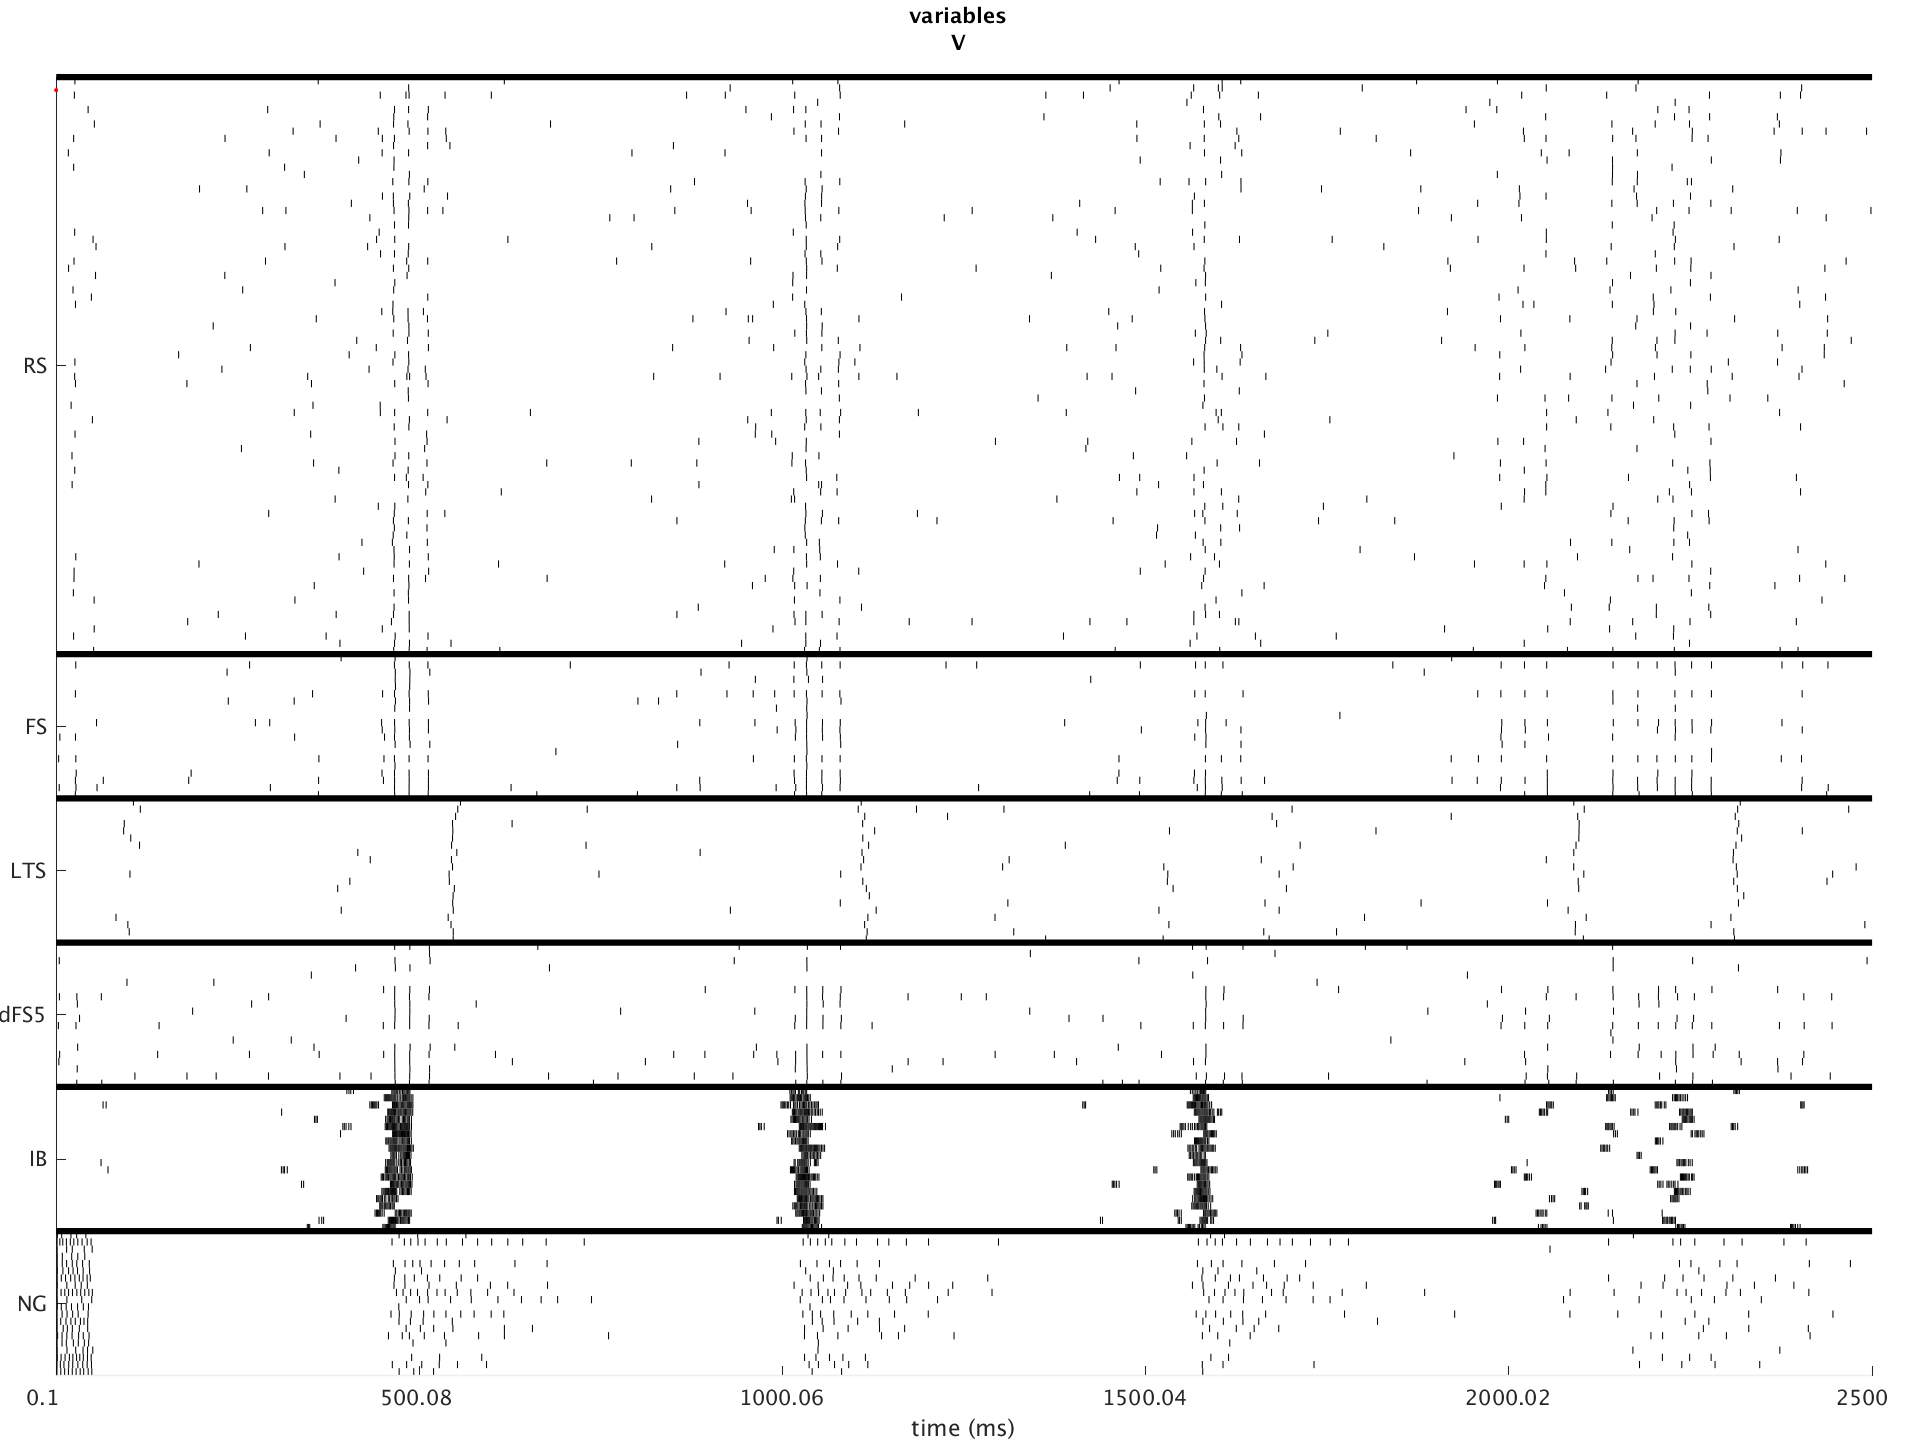 variables
V
RS
FS
LTS
dFS5
IB
NG
0.1
500.08
1000.06
1500.04
2000.02
2500
time (ms)